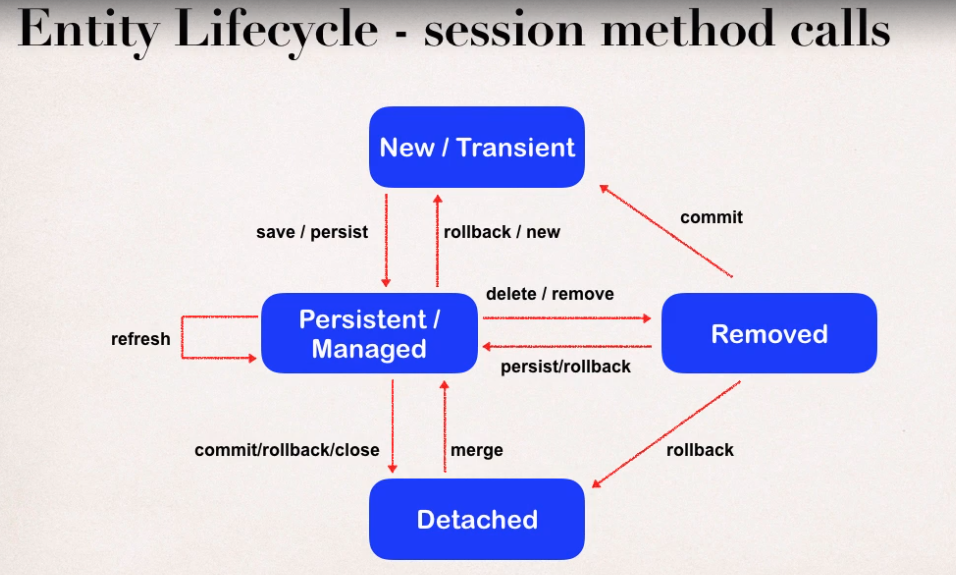 Entity Lifecycle - session method calls
New / Transient
save / persist
rollback / new
commit
delete / remove
Persistent /
Managed
Removed
refresh
persist/rollback
commit/rollback/close
merge
rollback
Detached